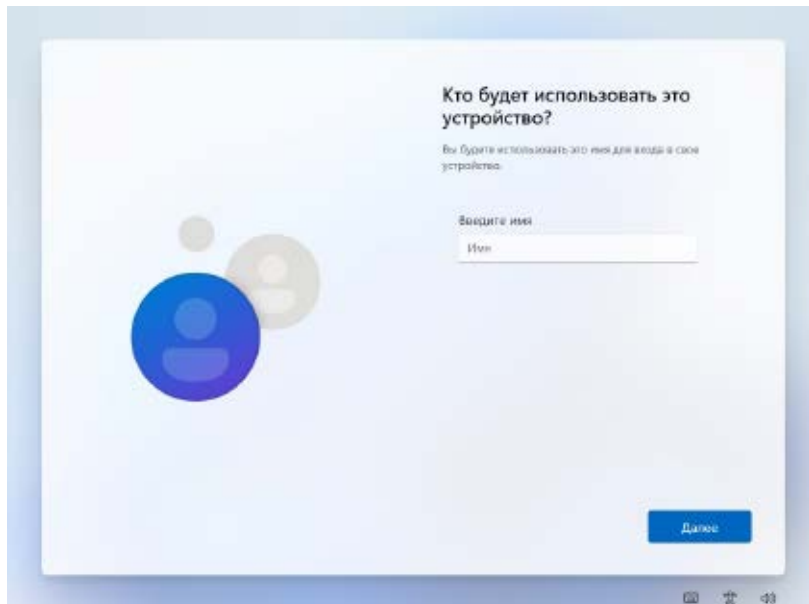 Кто будет использовать это
устройство?
Вы будете использовать это имя для входа в свое
устройство.
Введите имя
Имя
Далее